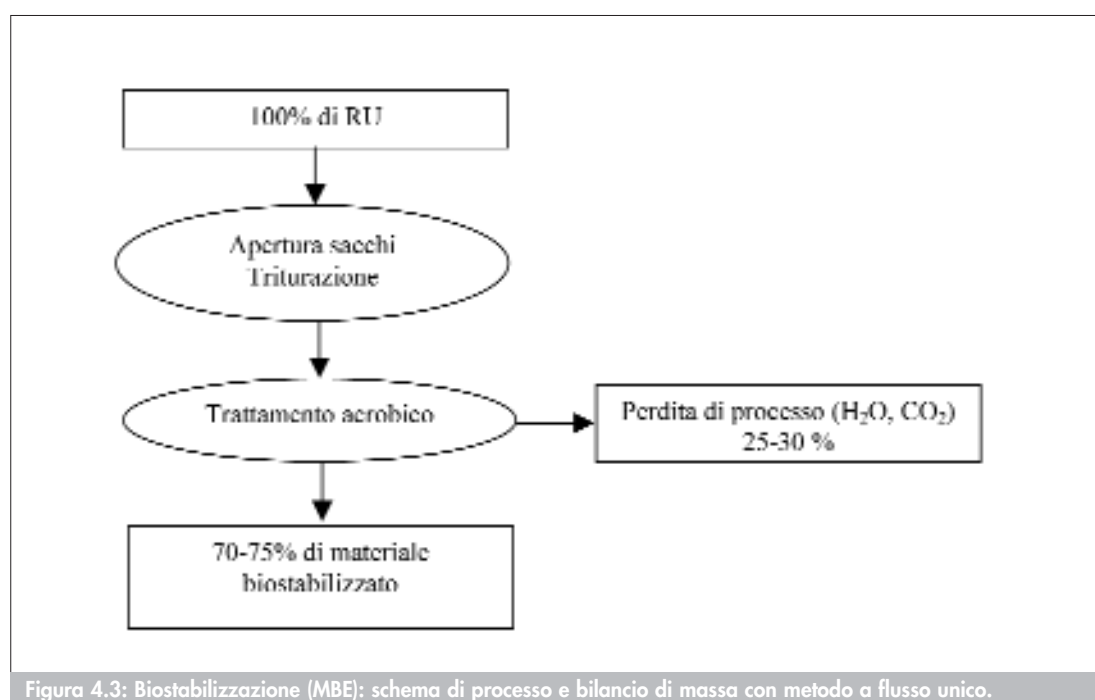 100% di RU
Apertura sacchi
Triturazione
Trattamento aerobico
Perdita di processo (H₂O, CO₂)
25-30 %
70-75% di materiale
biostabilizzato
Figura 4.3: Biostabilizzazione (MBE): schema di processo e bilancio di massa con metodo a flusso unico.